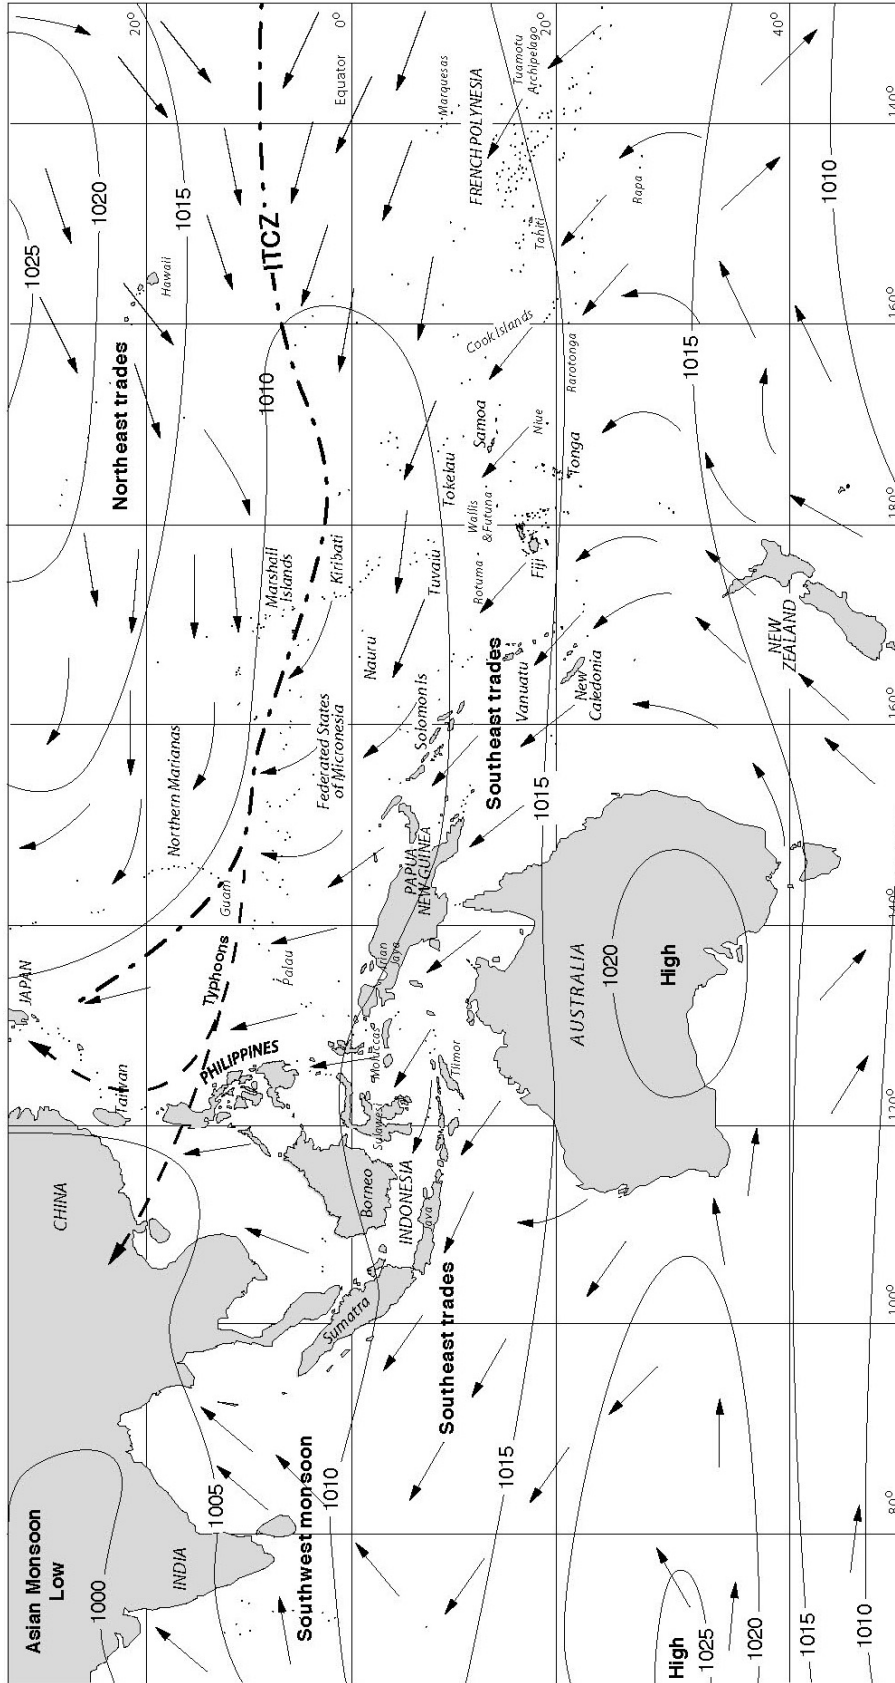 Asian Monsoon
Low
1000
INDIA
1005
Southwest monsoon
1010
CHINA
Taiwan
JAPAN
Typhoons
PHILIPPINES
Guam
Palau
Northern Marianas
Federated States
of Micronesia
Marshall
Islands
Kiribati
Nauru
Northeast trades
Hawaii
1025
1020
1015
1010
ITCZ
Equator
Sumatra
Borneo
INDONESIA
Java
Sulawesi
Moluccas
Timor
Irian
Jaya
PAPUA
NEW GUINEA
Solomon Is
Tuvalu
Tokelau
Rotuma
Wallis
& Futuna
Samoa
Niue
Fiji
Tonga
Vanuatu
New
Caledonia
Cook Islands
Rarotonga
Marquesas
FRENCH POLYNESIA
Tuamotu
Archipelago
Tahiti
Rapa
Southeast trades
Southeast trades
1015
1015
1015
AUSTRALIA
1020
High
NEW
ZEALAND
High
1025
1020
1015
1010
1010
20°
0°
20°
40°
80°
100°
120°
140°
160°
180°
160°
140°